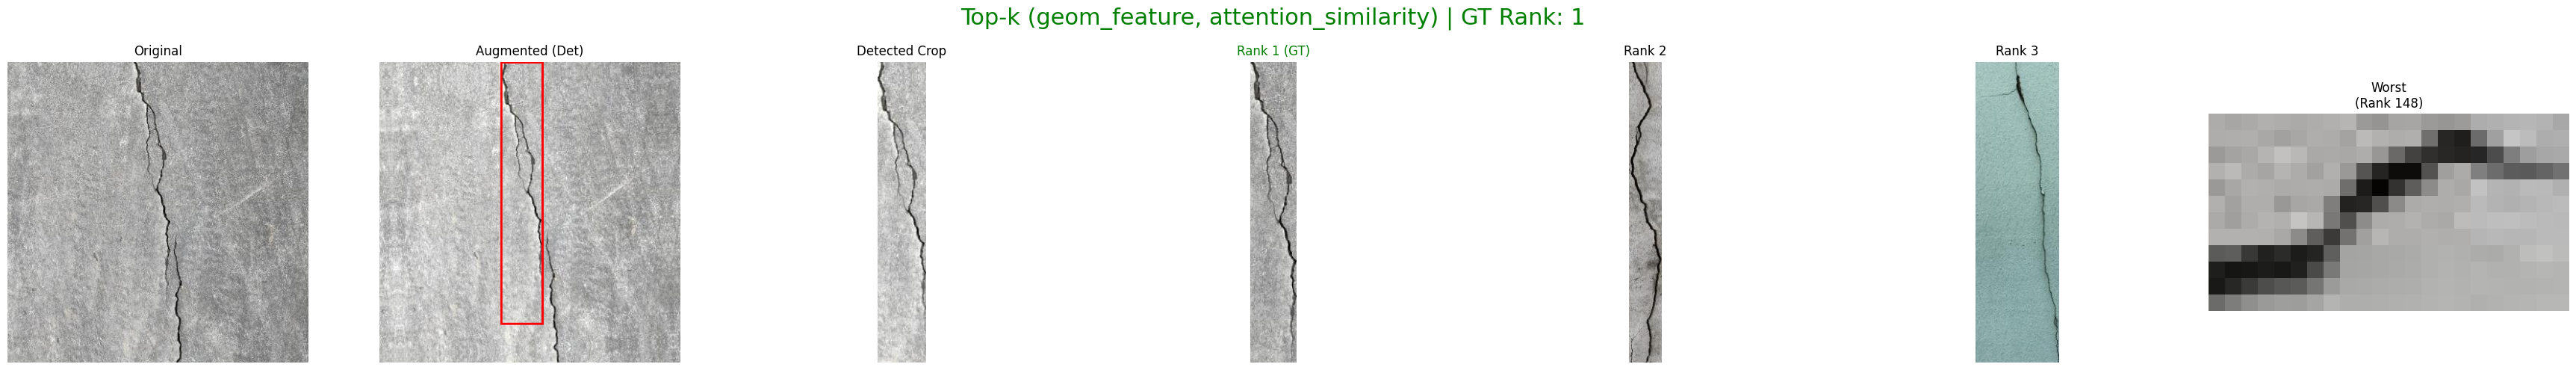 Top-k (geom_feature, attention_similarity) | GT Rank: 1
Original
Augmented (Det)
Detected Crop
Rank 1 (GT)
Rank 2
Rank 3
Worst
(Rank 148)